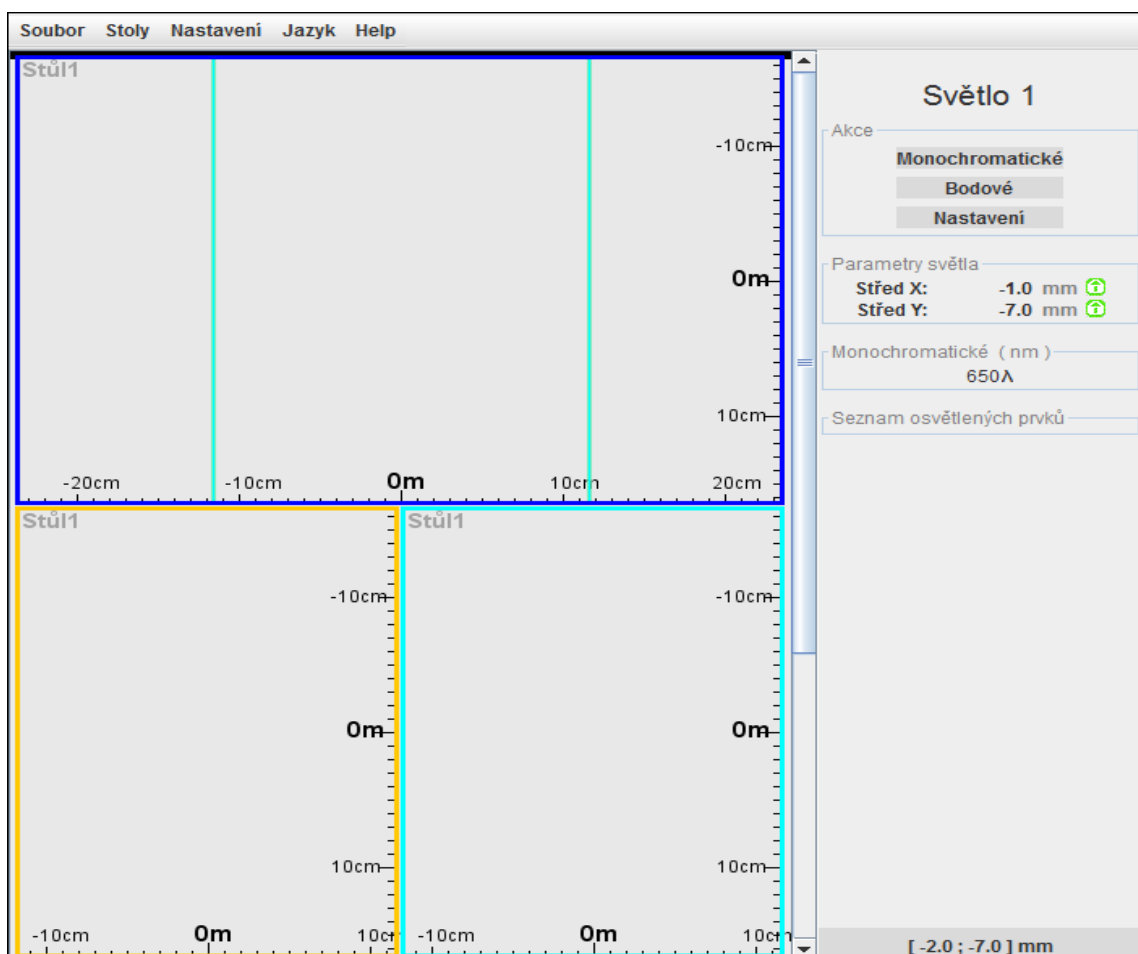 Soubor Stoly Nastavení Jazyk Help
Stůl1
-10cm
0m
10cm
-20cm -10cm 0m 10cm 20cm
Stůl1
-10cm
0m
10cm
-10cm 0m 10cm
Stůl1
-10cm
0m
10cm
-10cm 0m 10cm
Světlo 1
Akce
Monochromatické
Bodové
Nastavení
Parametry světla
Střed X: -1.0 mm
Střed Y: -7.0 mm
Monochromatické ( nm )
650λ
Seznam osvětlených prvků
[ -2.0 ; -7.0 ] mm